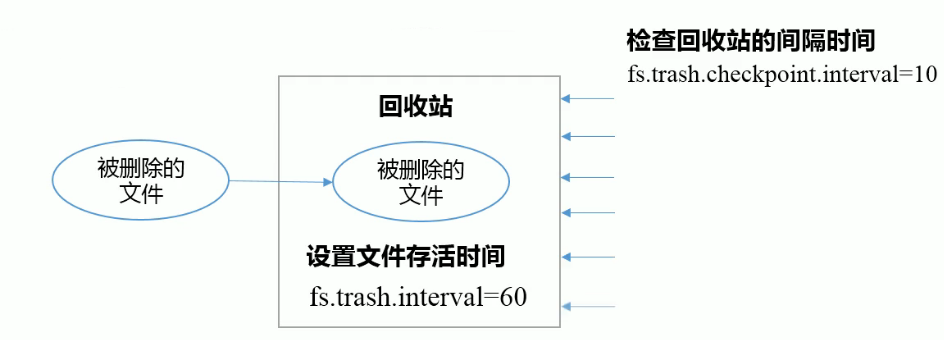 检查回收站的间隔时间
fs.trash.checkpoint.interval=10
回收站
被删除的
文件
被删除的
文件
设置文件存活时间
fs.trash.interval=60